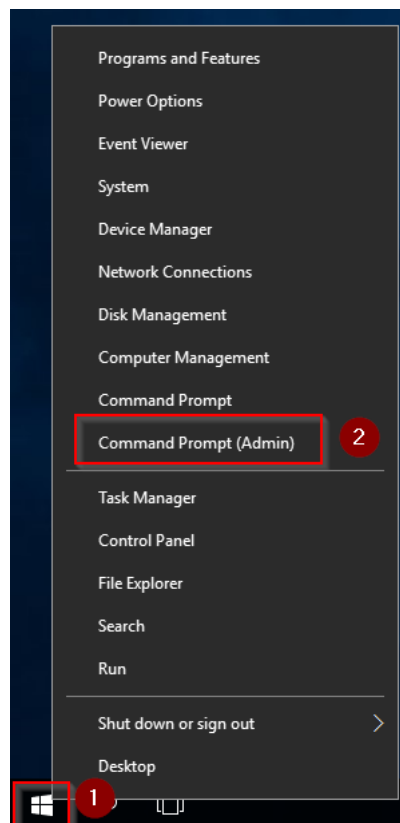 Programs and Features
Power Options
Event Viewer
System
Device Manager
Network Connections
Disk Management
Computer Management
Command Prompt
Command Prompt (Admin)
2
Task Manager
Control Panel
File Explorer
Search
Run
Shut down or sign out
Desktop
1